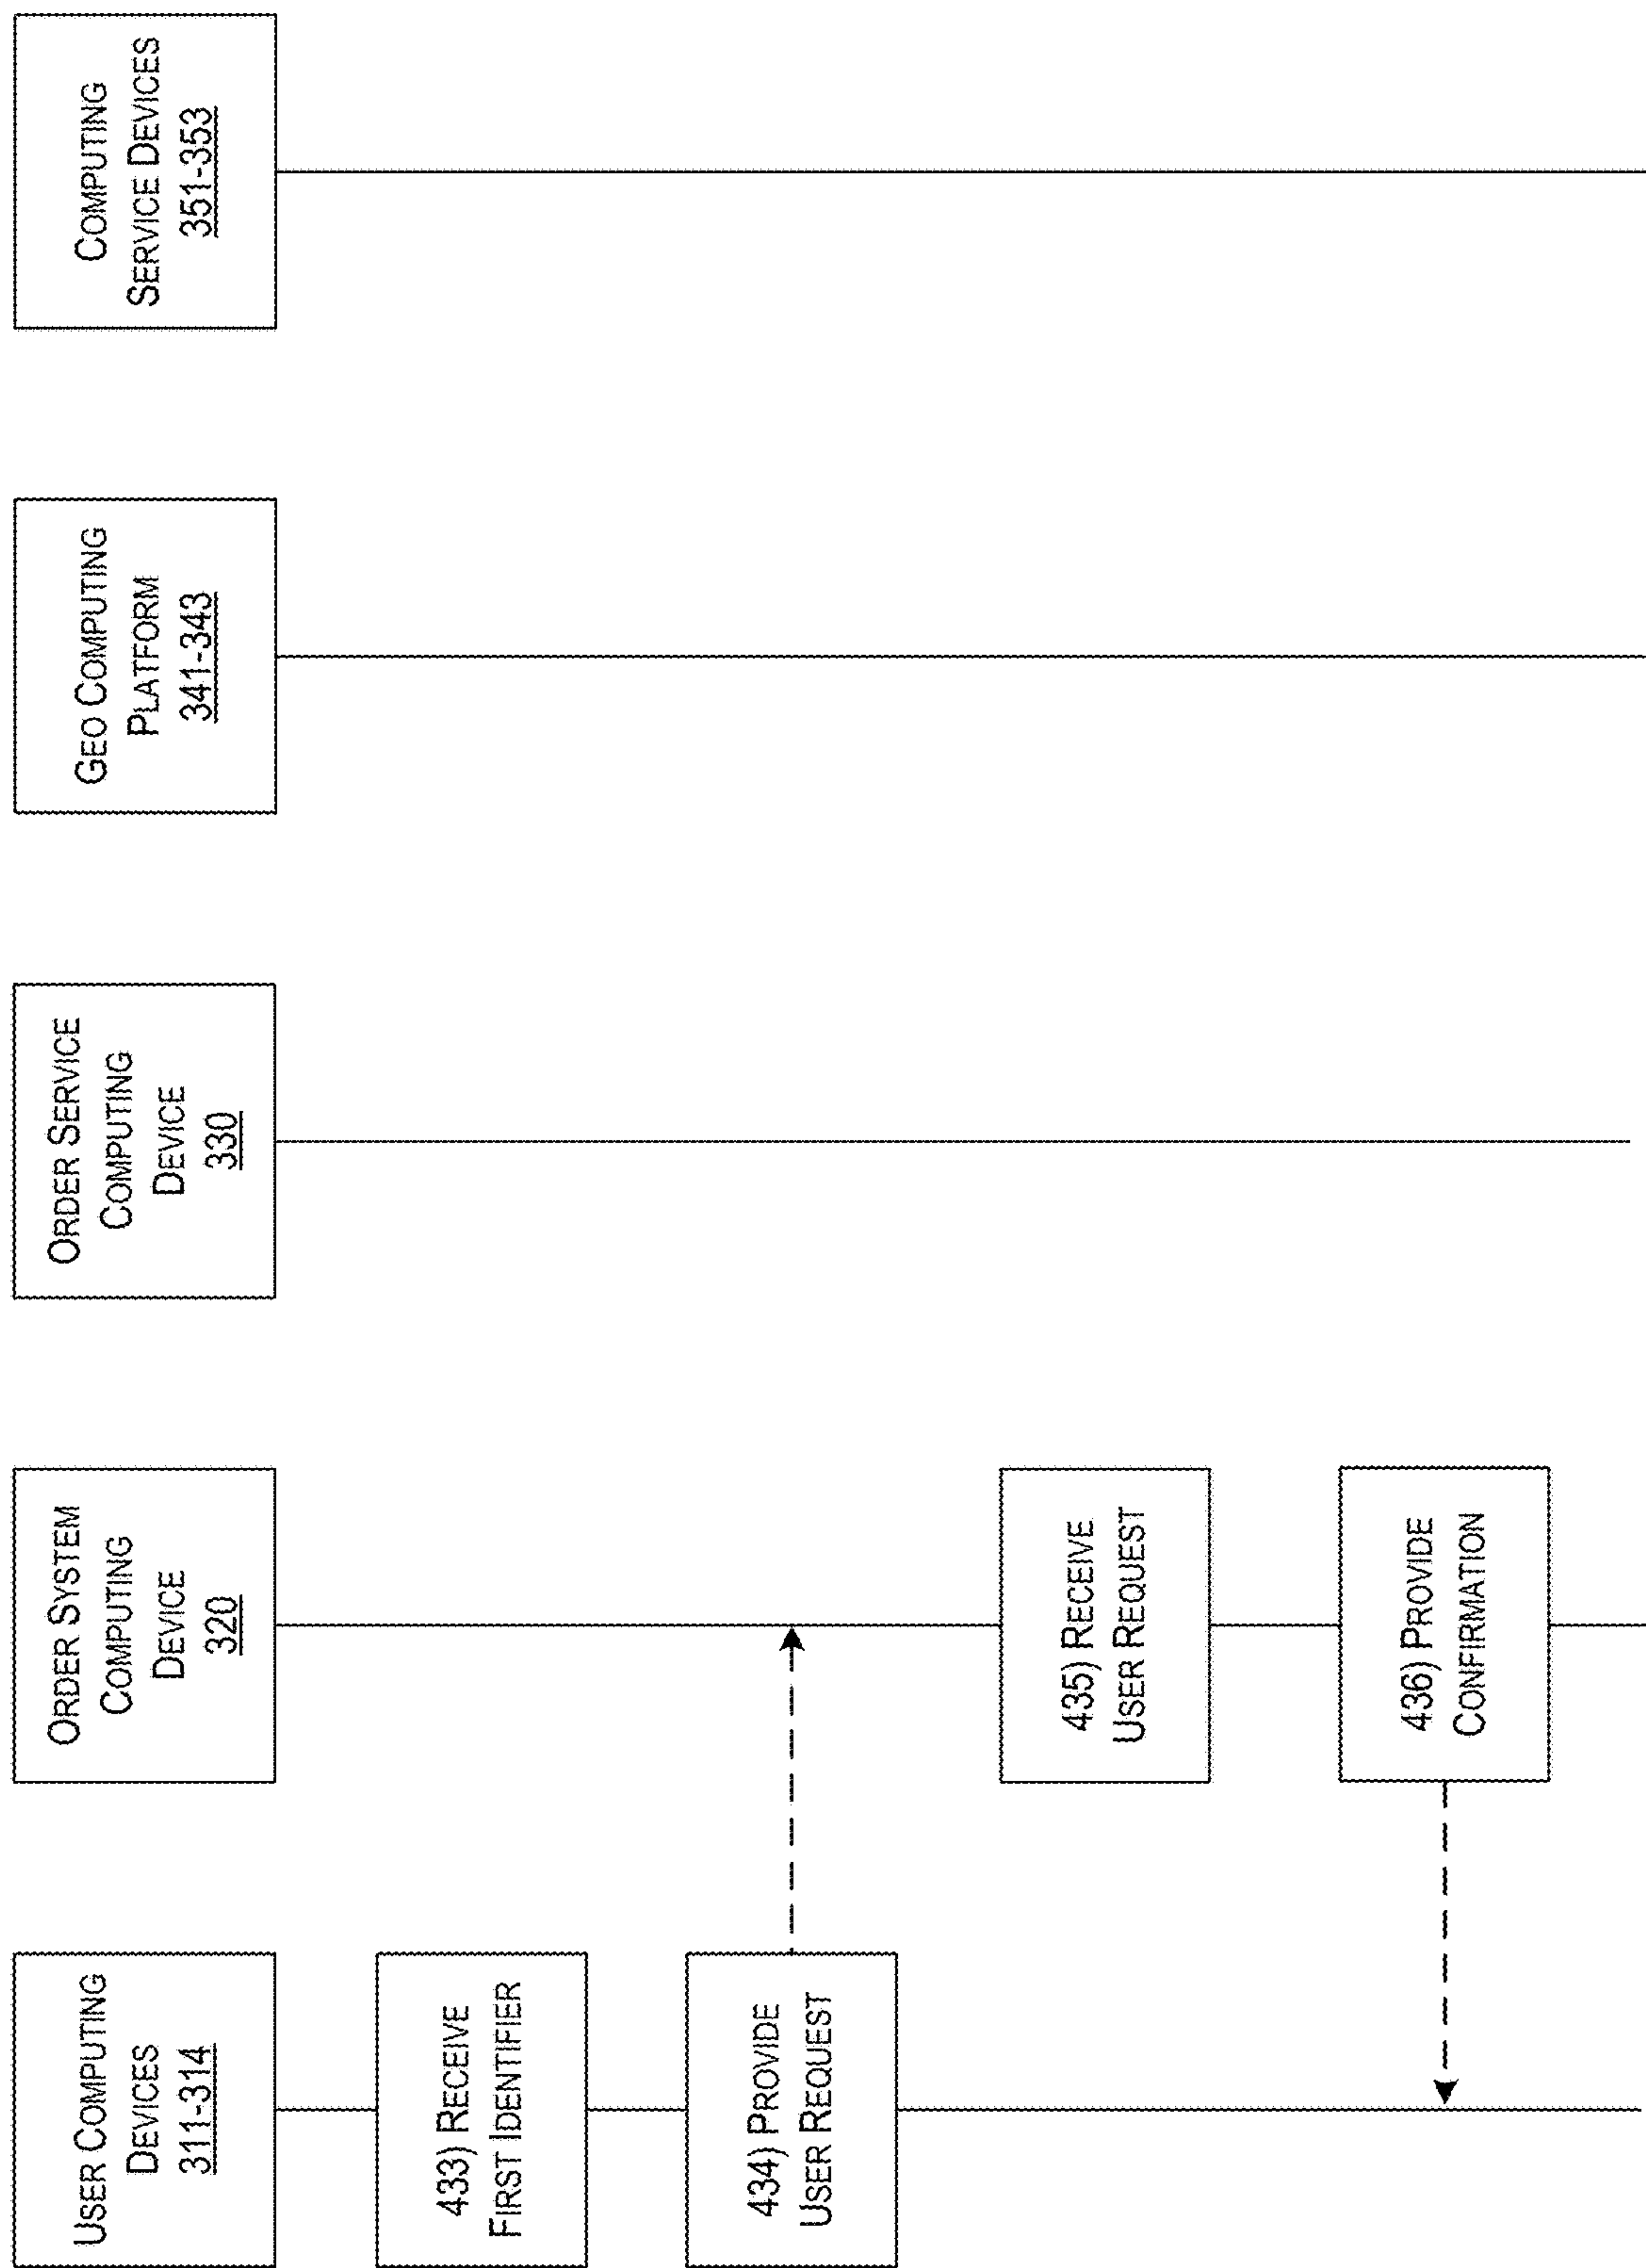 USER COMPUTING
DEVICES
311-314
ORDER SYSTEM
COMPUTING
DEVICE
320
ORDER SERVICE
COMPUTING
DEVICE
330
GEO COMPUTING
PLATFORM
341-343
COMPUTING
SERVICE DEVICES
351-353
433) RECEIVE
FIRST IDENTIFIER
434) PROVIDE
USER REQUEST
435) RECEIVE
USER REQUEST
436) PROVIDE
CONFIRMATION